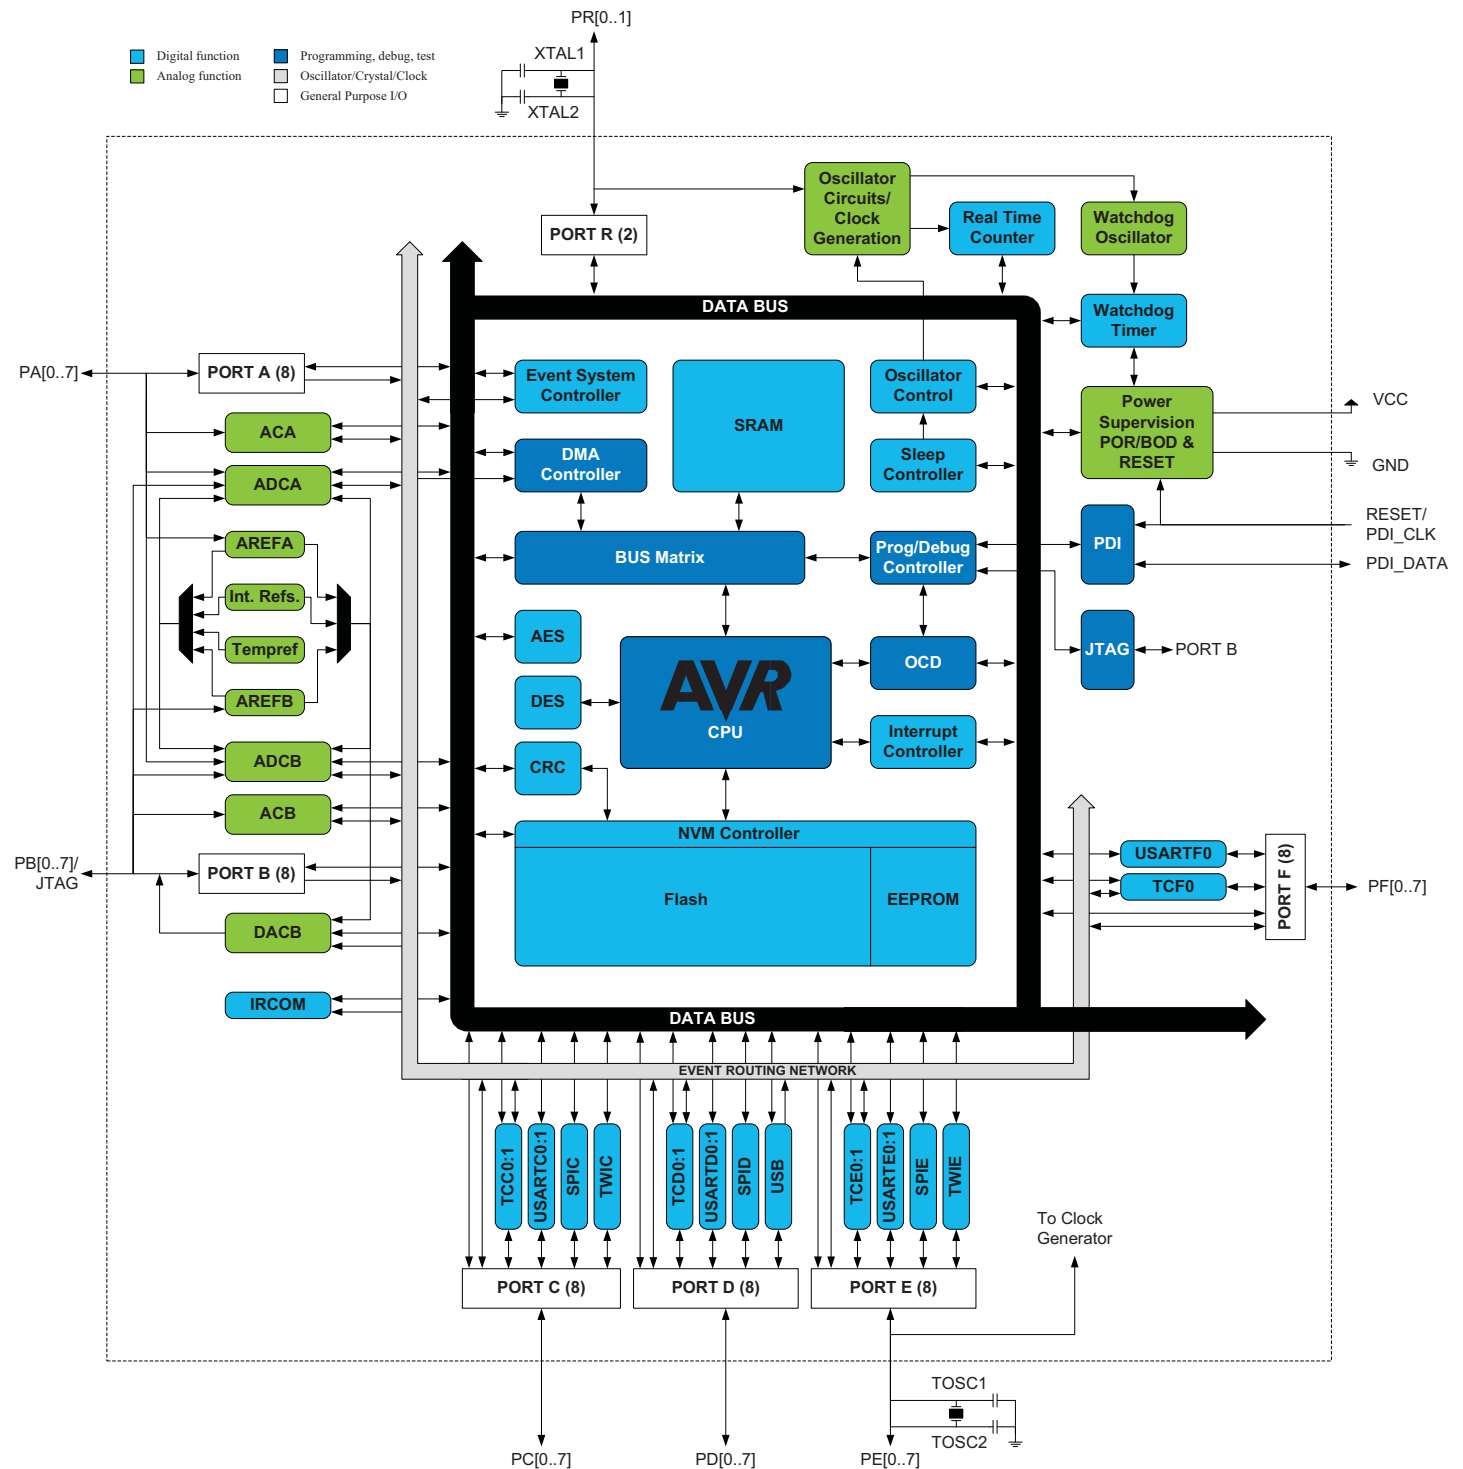 PR[0..1]
Digital function
Analog function
Programming, debug, test
Oscillator/Crystal/Clock
General Purpose I/O
XTAL1
XTAL2
Oscillator
Circuits/
Clock
Generation
Real Time
Counter
Watchdog
Oscillator
PORT R (2)
DATA BUS
Watchdog
Timer
PA[0..7]
PORT A (8)
Event System
Controller
SRAM
Oscillator
Control
Power
Supervision
POR/BOD &
RESET
VCC
GND
ACA
DMA
Controller
Sleep
Controller
ADCA
RESET/
PDI_CLK
PDI_DATA
AREFA
BUS Matrix
Prog/Debug
Controller
PDI
Int. Refs.
Tempref
AREFB
AES
AVR
CPU
OCD
JTAG
PORT B
DES
Interrupt
Controller
ADCB
CRC
ACB
NVM Controller
Flash
EEPROM
USARTF0
TCF0
PORT F (8)
PF[0..7]
PB[0..7]/
JTAG
PORT B (8)
DACB
IRCOM
DATA BUS
EVENT ROUTING NETWORK
TCC0:1
USARTC0:1
SPIC
TWIC
TCD0:1
USARTD0:1
SPID
USB
TCE0:1
USARTE0:1
SPIE
TWIE
To Clock
Generator
PORT C (8)
PORT D (8)
PORT E (8)
TOSC1
TOSC2
PC[0..7]
PD[0..7]
PE[0..7]